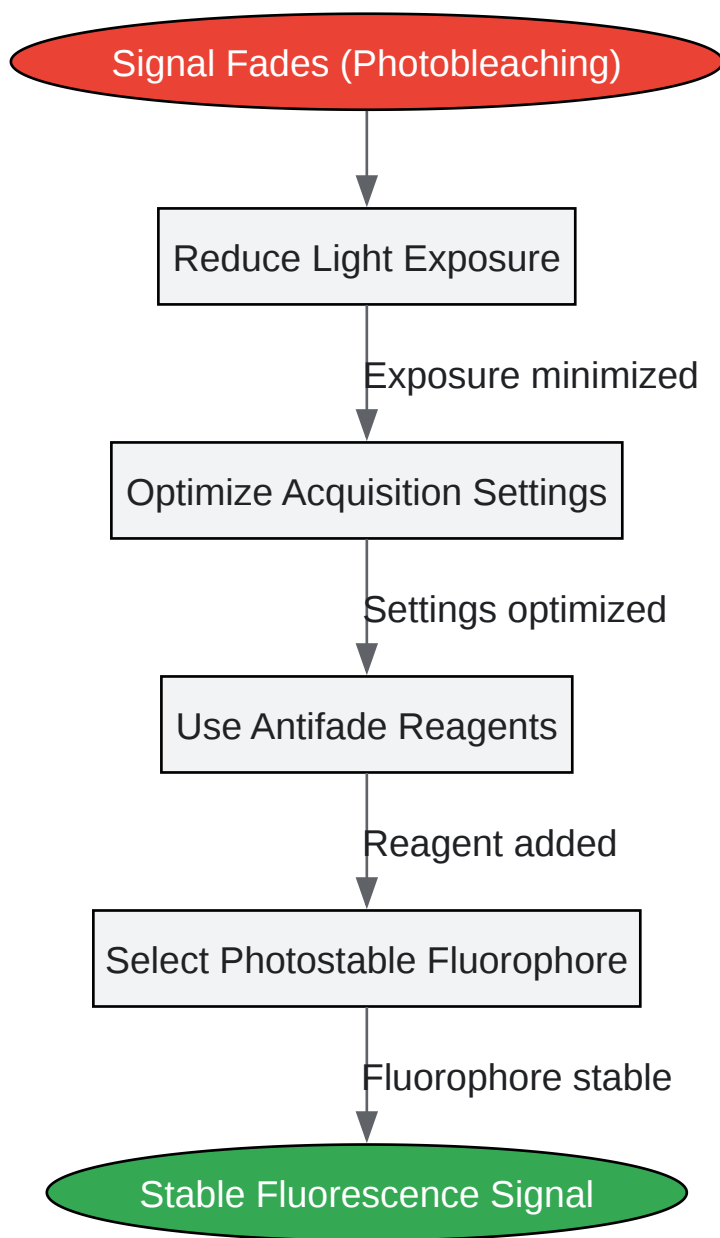 Signal Fades (Photobleaching)
Reduce Light Exposure
Exposure minimized
Optimize Acquisition Settings
Settings optimized
Use Antifade Reagents
Reagent added
Select Photostable Fluorophore
Fluorophore stable
Stable Fluorescence Signal